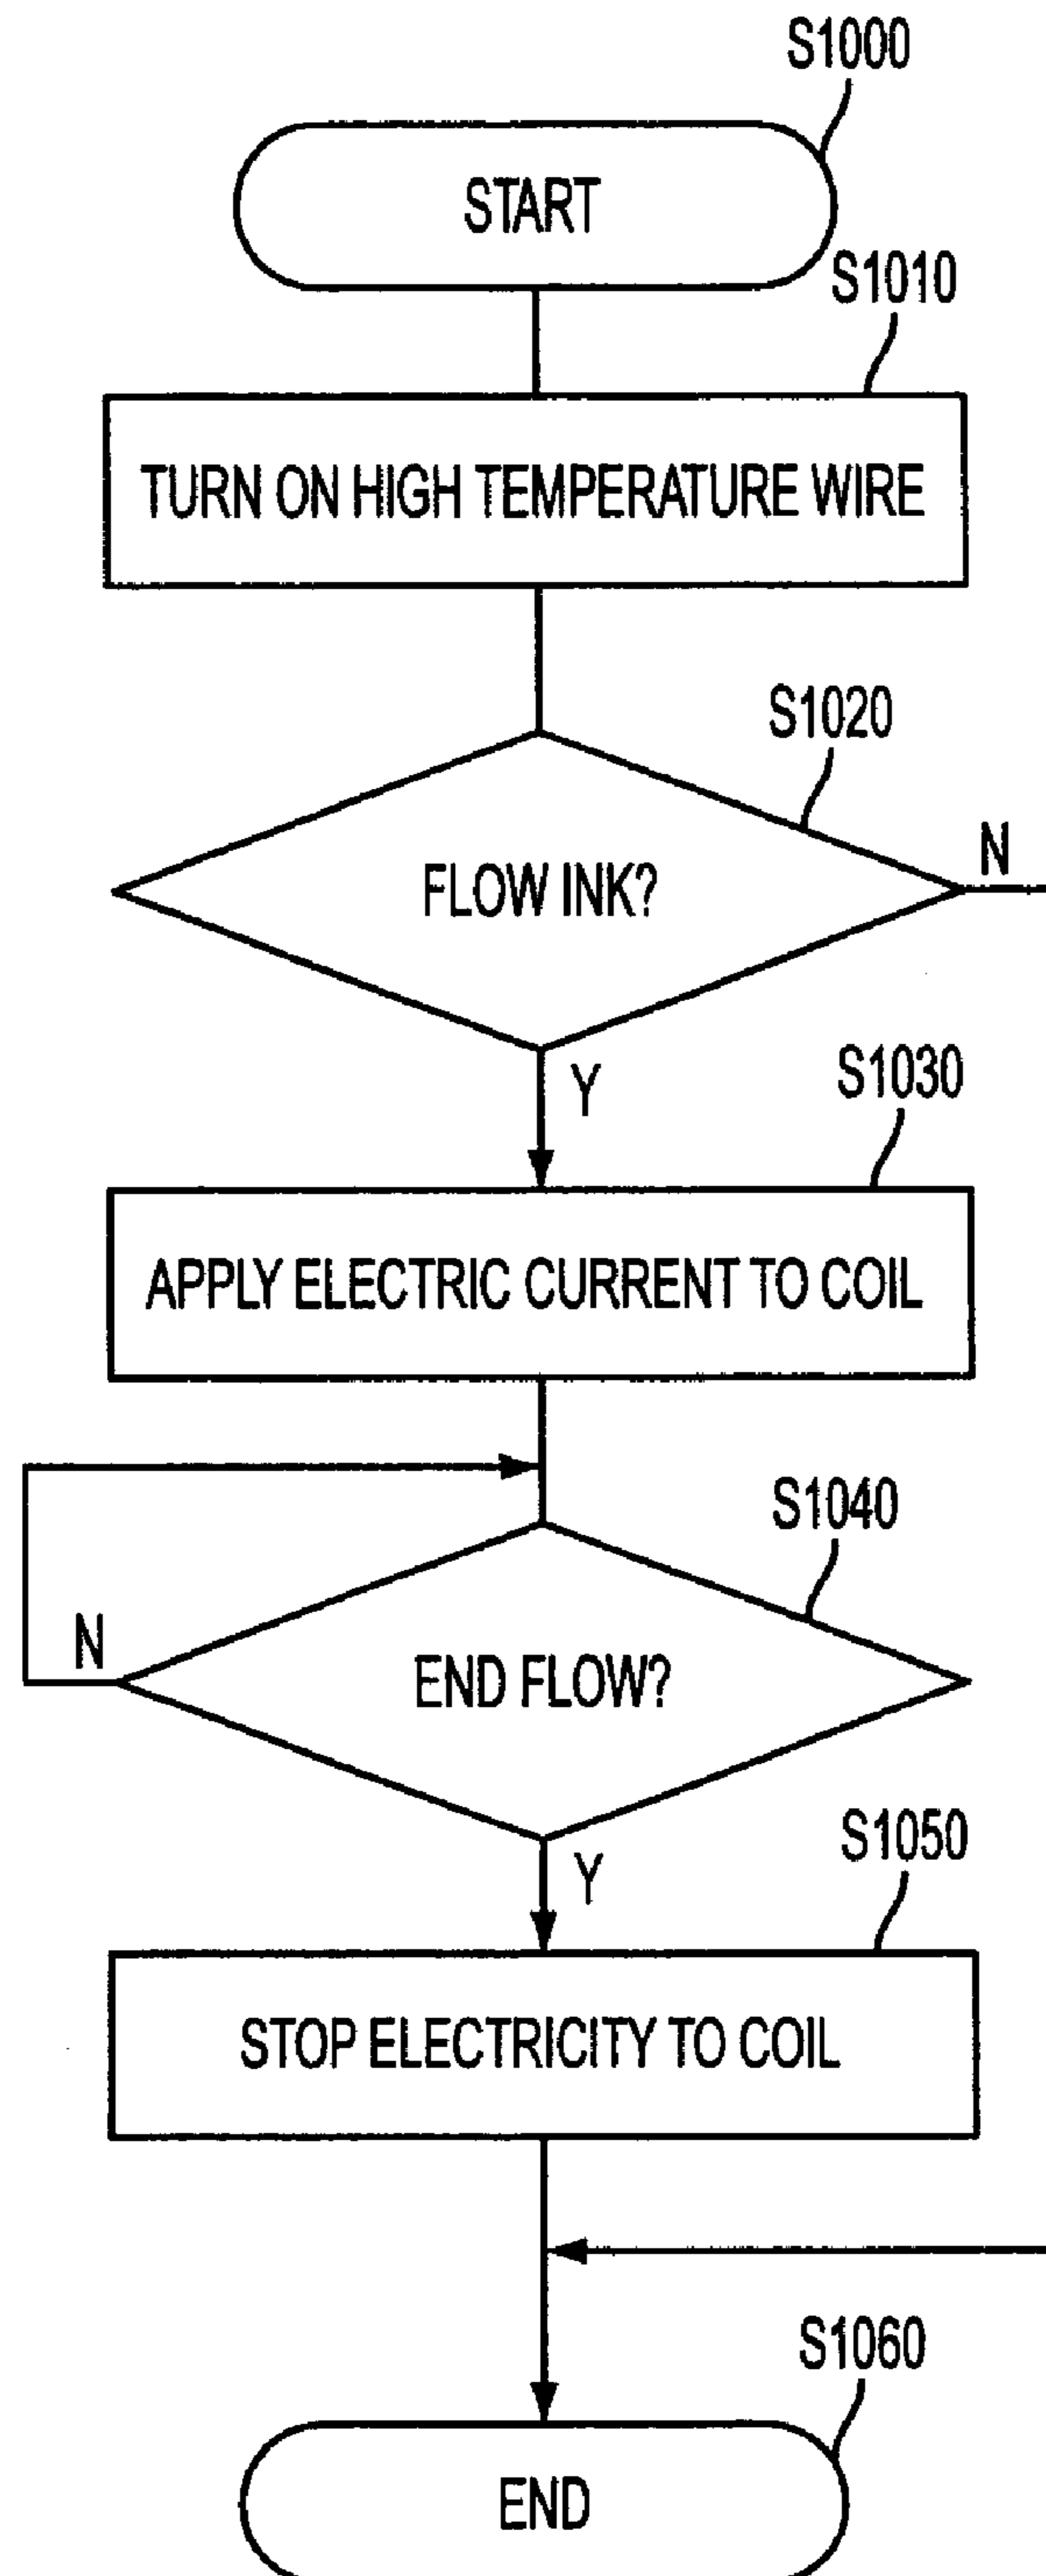 S1000
START
S1010
TURN ON HIGH TEMPERATURE WIRE
S1020
FLOW INK?
N
Y
S1030
APPLY ELECTRIC CURRENT TO COIL
S1040
END FLOW?
N
Y
S1050
STOP ELECTRICITY TO COIL
S1060
END